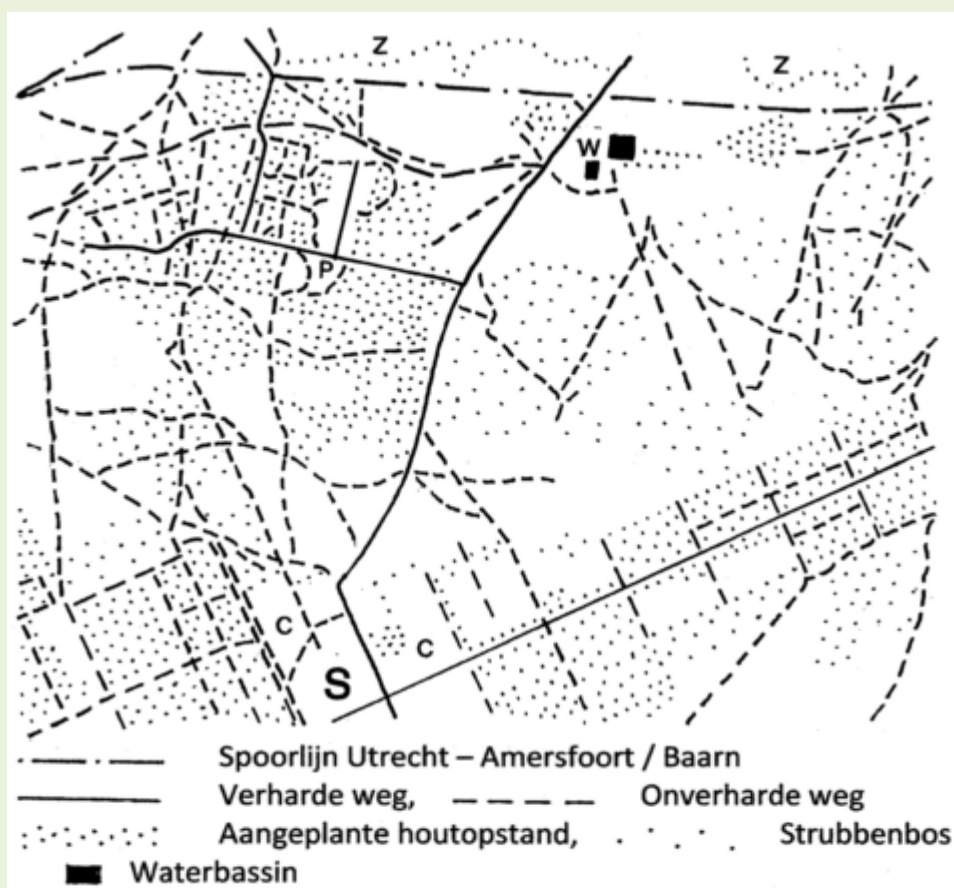 Z
Z
W
P
C
C
S
Spoorlijn Utrecht – Amersfoort / Baarn
Verharde weg, Onverharde weg
Aangeplante houtopstand, Strubbenbos
Waterbassin